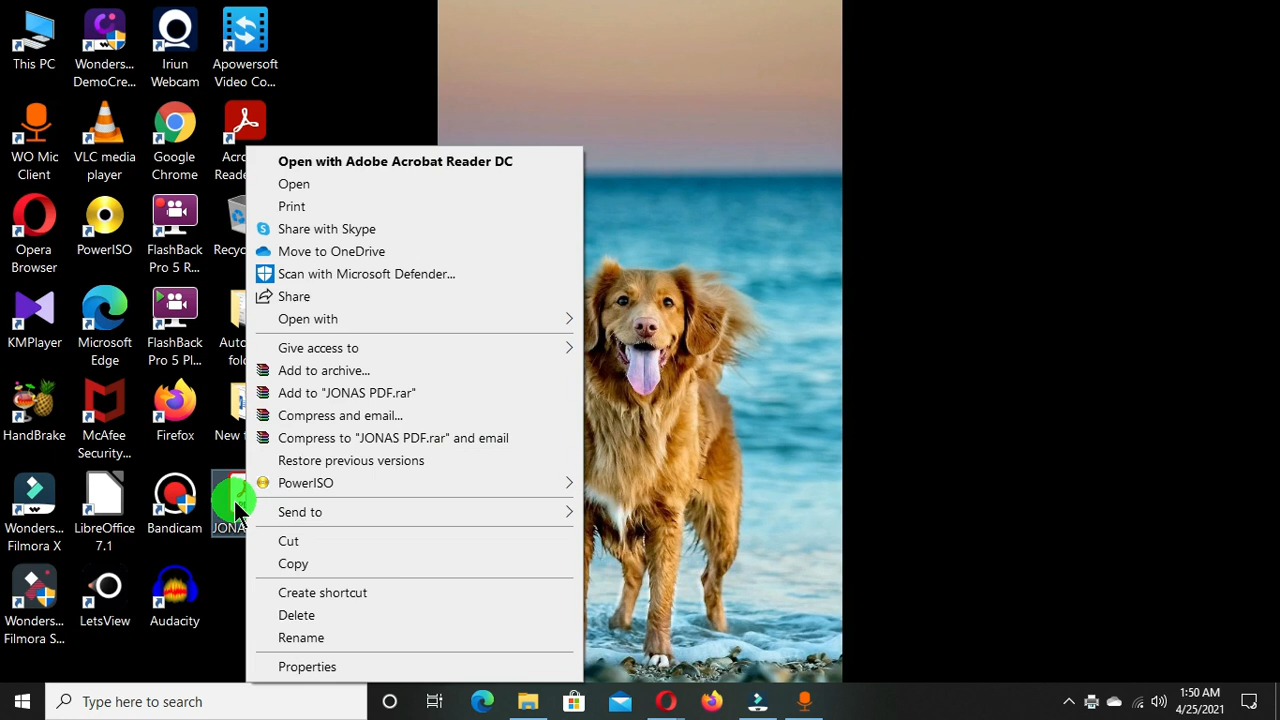 This PC
Wonders...
DemoCre...
Iriun
Webcam
Apowersoft
Video Co...
WO Mic
Client
VLC media
player
Google
Chrome
Acro
Reade
Opera
Browser
PowerISO
FlashBack
Pro 5 R...
Recyc
KMPlayer
Microsoft
Edge
FlashBack
Pro 5 Pl...
Auto
fol
HandBrake
McAfee
Security...
Firefox
New f
Wonders...
Filmora X
LibreOffice
7.1
Bandicam
JONA
Wonders...
Filmora S...
LetsView
Audacity
Open with Adobe Acrobat Reader DC
Open
Print
Share with Skype
Move to OneDrive
Scan with Microsoft Defender...
Share
Open with
Give access to
Add to archive...
Add to "JONAS PDF.rar"
Compress and email...
Compress to "JONAS PDF.rar" and email
Restore previous versions
PowerISO
Send to
Cut
Copy
Create shortcut
Delete
Rename
Properties
Type here to search
1:50 AM
4/25/2021